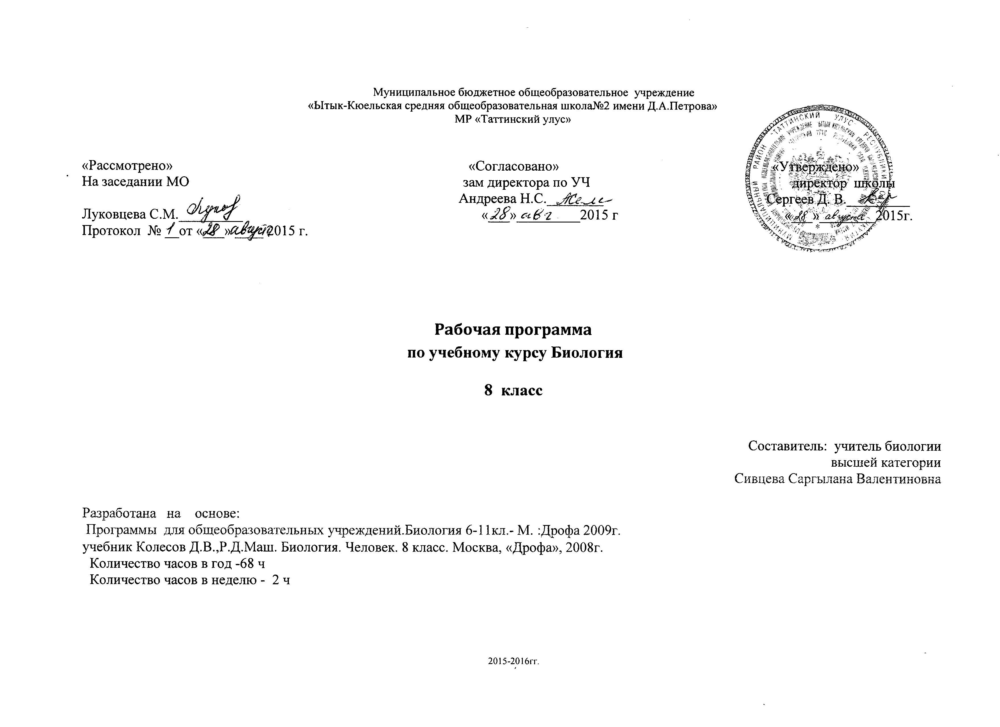 Муниципальное бюджетное общеобразовательное учреждение
«Ытык-Кюельская средняя общеобразовательная школа№2 имени Д.А.Петрова»
МР «Таттинский улус»
«Рассмотрено»
На заседании МО
Луковцева С.М.
Протокол № 1 от «28» августа 2015 г.
«Согласовано»
зам директора по УЧ
Андреева Н.С.
«28» авг 2015 г
«Утверждено»
директор школы
Сергеев Д. В.
«28» августа 2015г.
МУНИЦИПАЛЬНЫЙ РАЙОН "ТАТТИНСКИЙ УЛУС" РЕСПУБЛИКИ САХА ЯКУТИЯ
Рабочая программа
по учебному курсу Биология
8 класс
Составитель: учитель биологии
высшей категории
Сивцева Саргылана Валентиновна
Разработана на основе:
Программы для общеобразовательных учреждений.Биология 6-11кл.- М. :Дрофа 2009г.
учебник Колесов Д.В.,Р.Д.Маш. Биология. Человек. 8 класс. Москва, «Дрофа», 2008г.
Количество часов в год -68 ч
Количество часов в неделю - 2 ч
2015-2016гг.